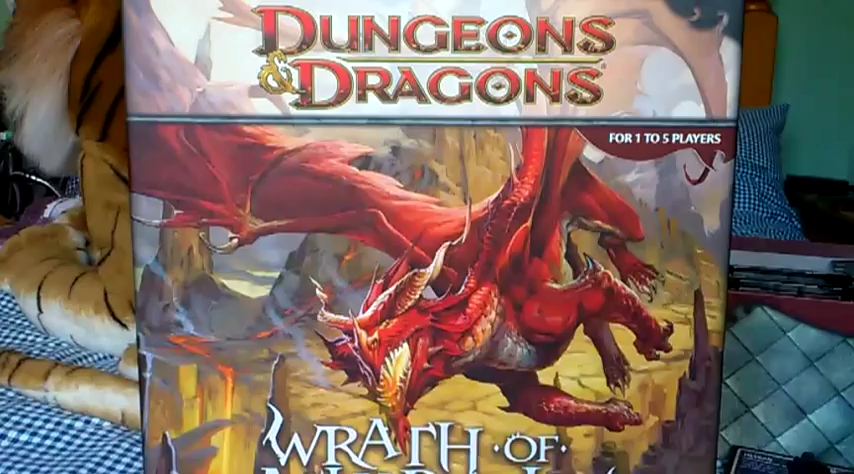 DUNGEONS
& DRAGONS
FOR 1 TO 5 PLAYERS
WRATH · OF ·